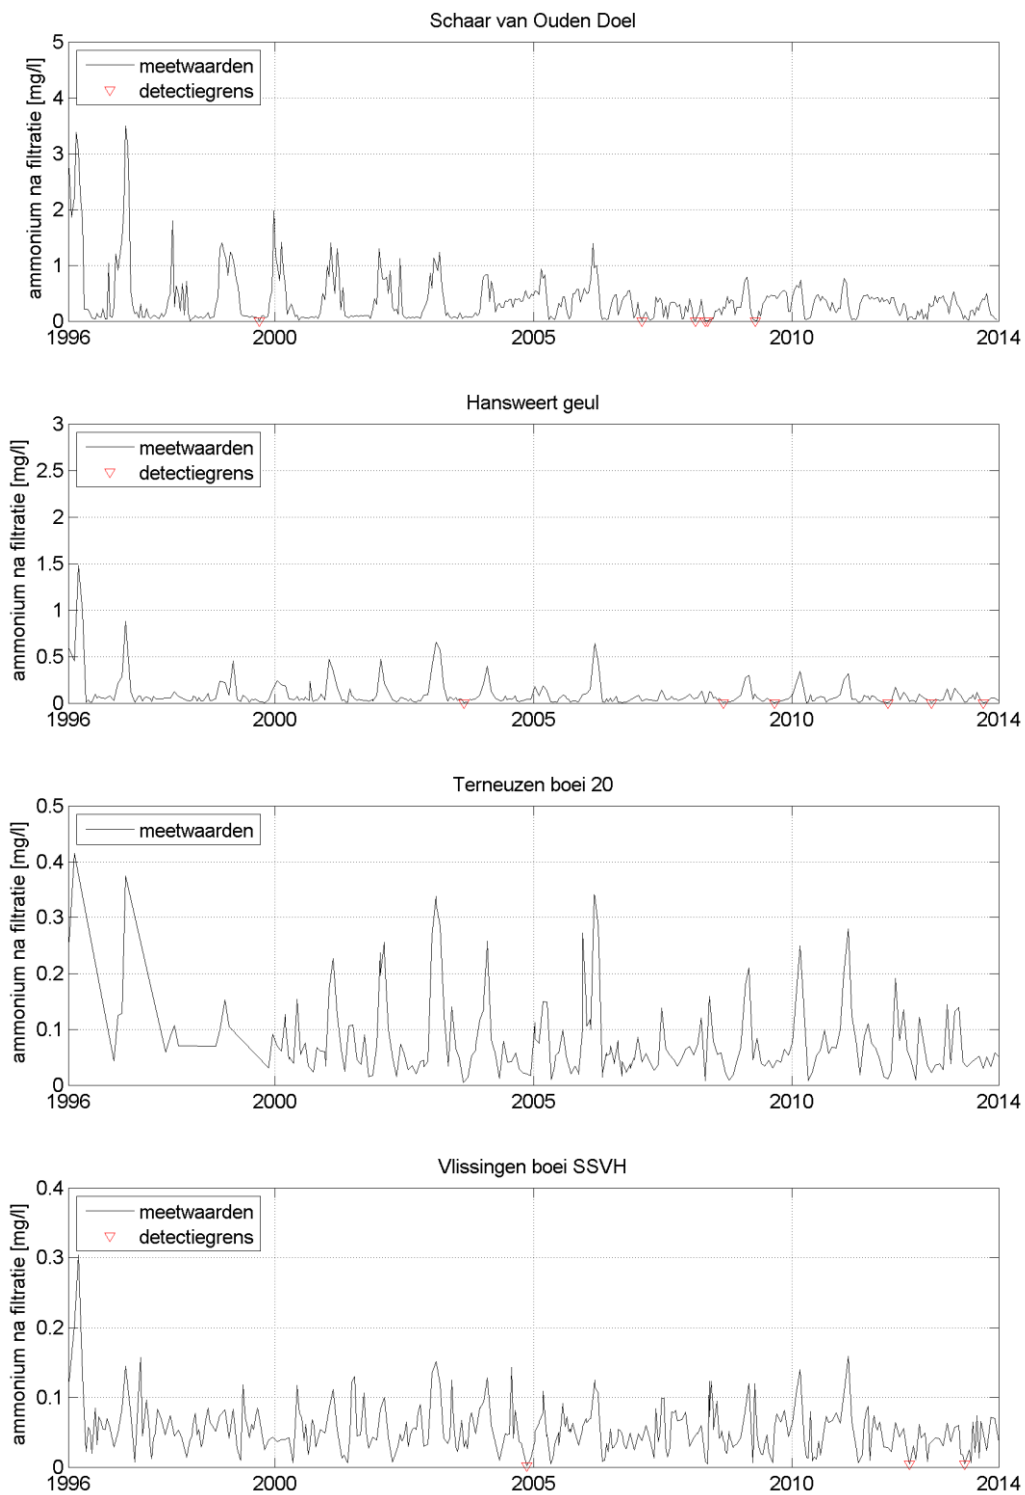 Schaar van Ouden Doel
ammonium na filtratie [mg/l]
5
4
3
2
1
0
meetwaarden
detectiegrens
1996
2000
2005
2010
2014
Hansweert geul
ammonium na filtratie [mg/l]
3
2.5
2
1.5
1
0.5
0
meetwaarden
detectiegrens
1996
2000
2005
2010
2014
Terneuzen boei 20
ammonium na filtratie [mg/l]
0.5
0.4
0.3
0.2
0.1
0
meetwaarden
1996
2000
2005
2010
2014
Vlissingen boei SSVH
ammonium na filtratie [mg/l]
0.4
0.3
0.2
0.1
0
meetwaarden
detectiegrens
1996
2000
2005
2010
2014